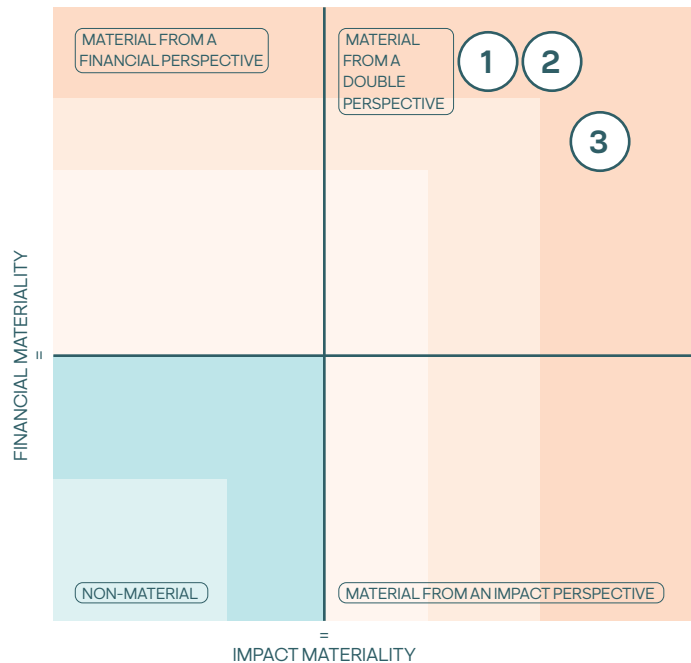 MATERIAL FROM A
FINANCIAL PERSPECTIVE
MATERIAL
FROM A
DOUBLE
PERSPECTIVE
1
2
3
FINANCIAL MATERIALITY
=
NON-MATERIAL
MATERIAL FROM AN IMPACT PERSPECTIVE
=
IMPACT MATERIALITY